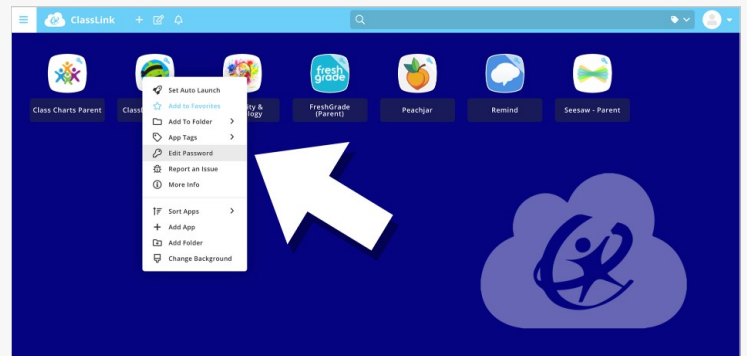 ClassLink
fresh
grade
Class Charts Parent
Class
ity &
logy
FreshGrade
(Parent)
Peachjar
Remind
Seesaw - Parent
Set Auto Launch
Add to Favorites
Add To Folder
App Tags
Edit Password
Report an Issue
More Info
Sort Apps
Add App
Add Folder
Change Background